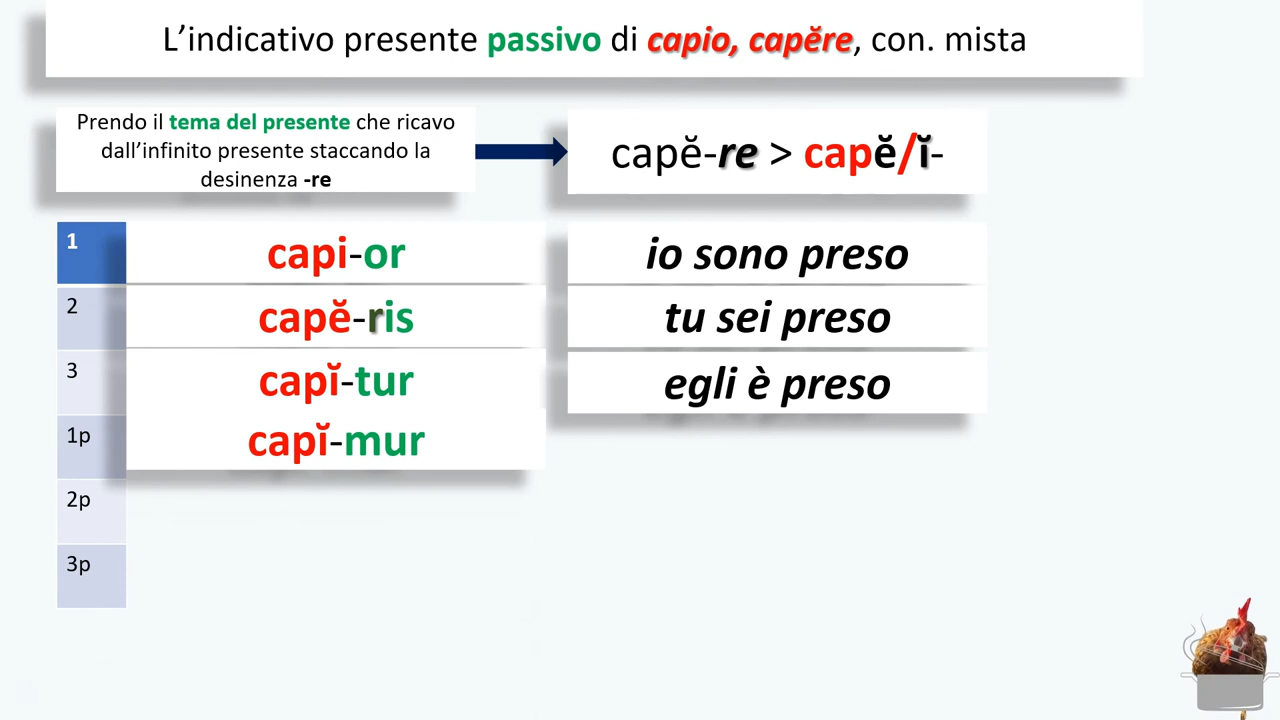 L’indicativo presente passivo di capio, capĕre, con. mista
Prendo il tema del presente che ricavo
dall’infinito presente staccando la
desinenza -re
capĕ-re > capĕ/ĭ-
1 capi-or io sono preso
2 capĕ-ris tu sei preso
3 capĭ-tur egli è preso
1p capĭ-mur
2p
3p